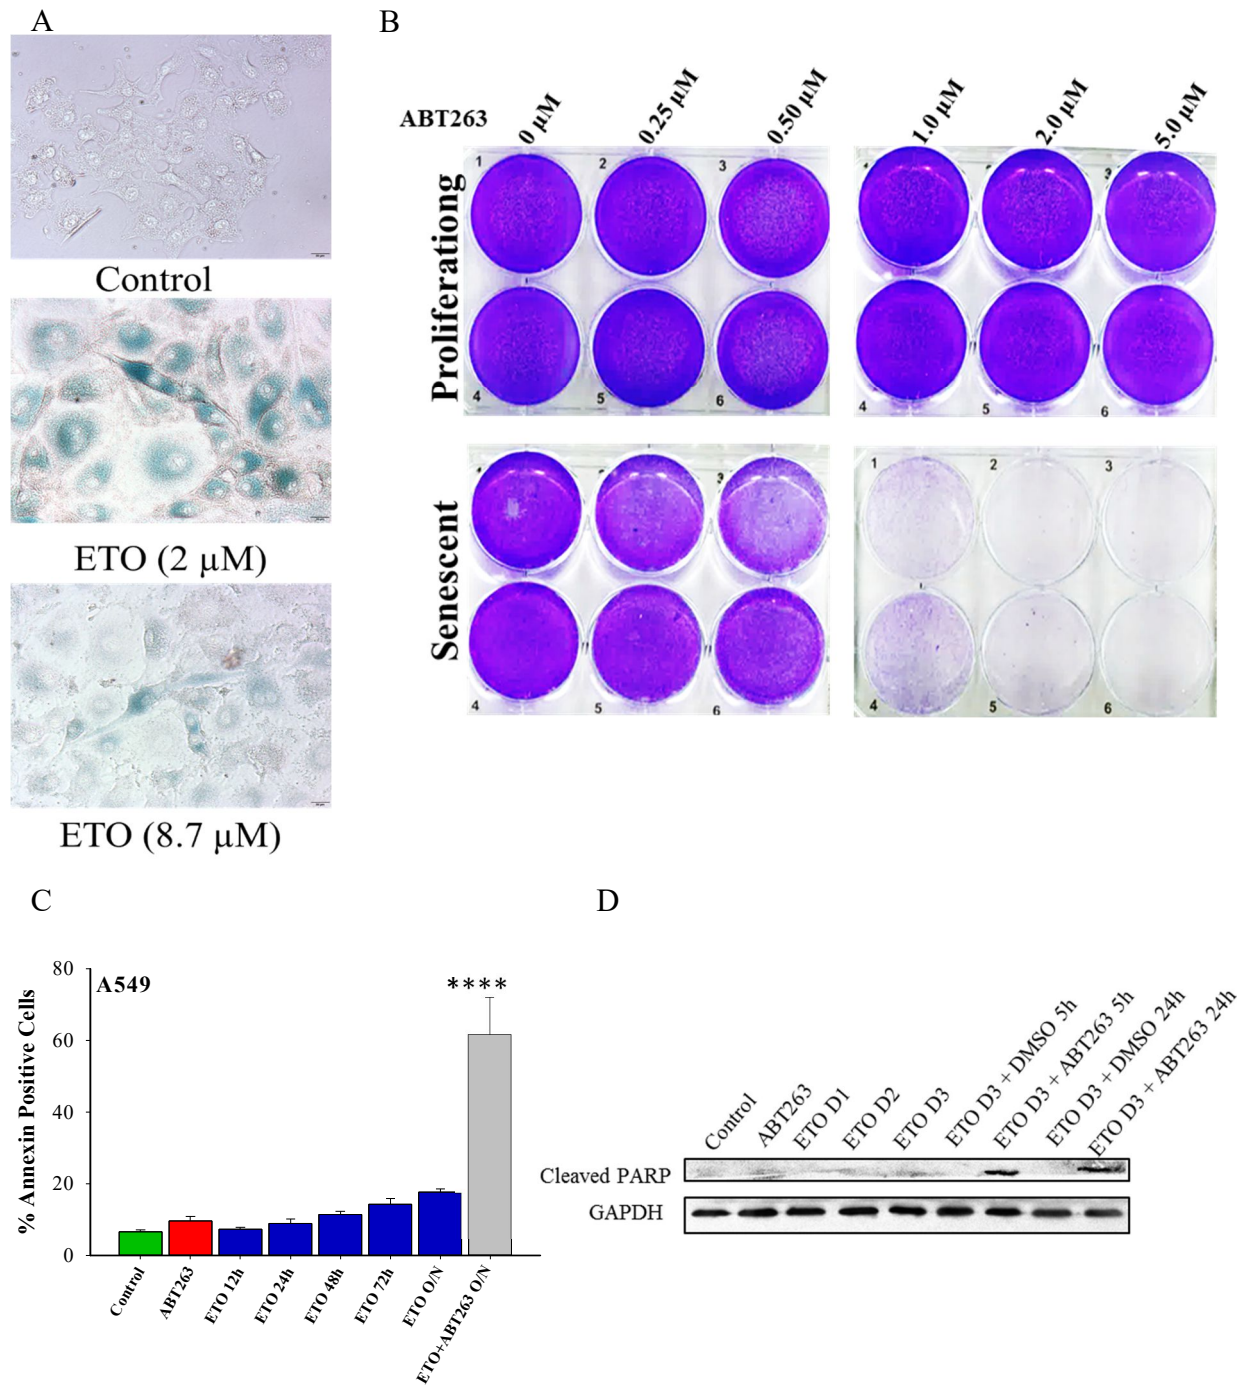 A
B
Control
ETO (2 µM)
ETO (8.7 µM)
ABT263
0 µM
0.25 µM
0.50 µM
1.0 µM
2.0 µM
5.0 µM
Proliferationg
1
2
3
4
5
6
3
4
5
6
Senescent
3
4
5
6
1
2
3
4
5
6
C
D
80
60
40
20
0
% Annexin Positive Cells
A549
****
Control
ABT263
ETO 12h
ETO 24h
ETO 48h
ETO 72h
ETO O/N
ETO+ABT263 O/N
Control
ABT263
ETO D1
ETO D2
ETO D3
ETO D3 + DMSO 5h
ETO D3 + ABT263 5h
ETO D3 + DMSO 24h
ETO D3 + ABT263 24h
Cleaved PARP
GAPDH